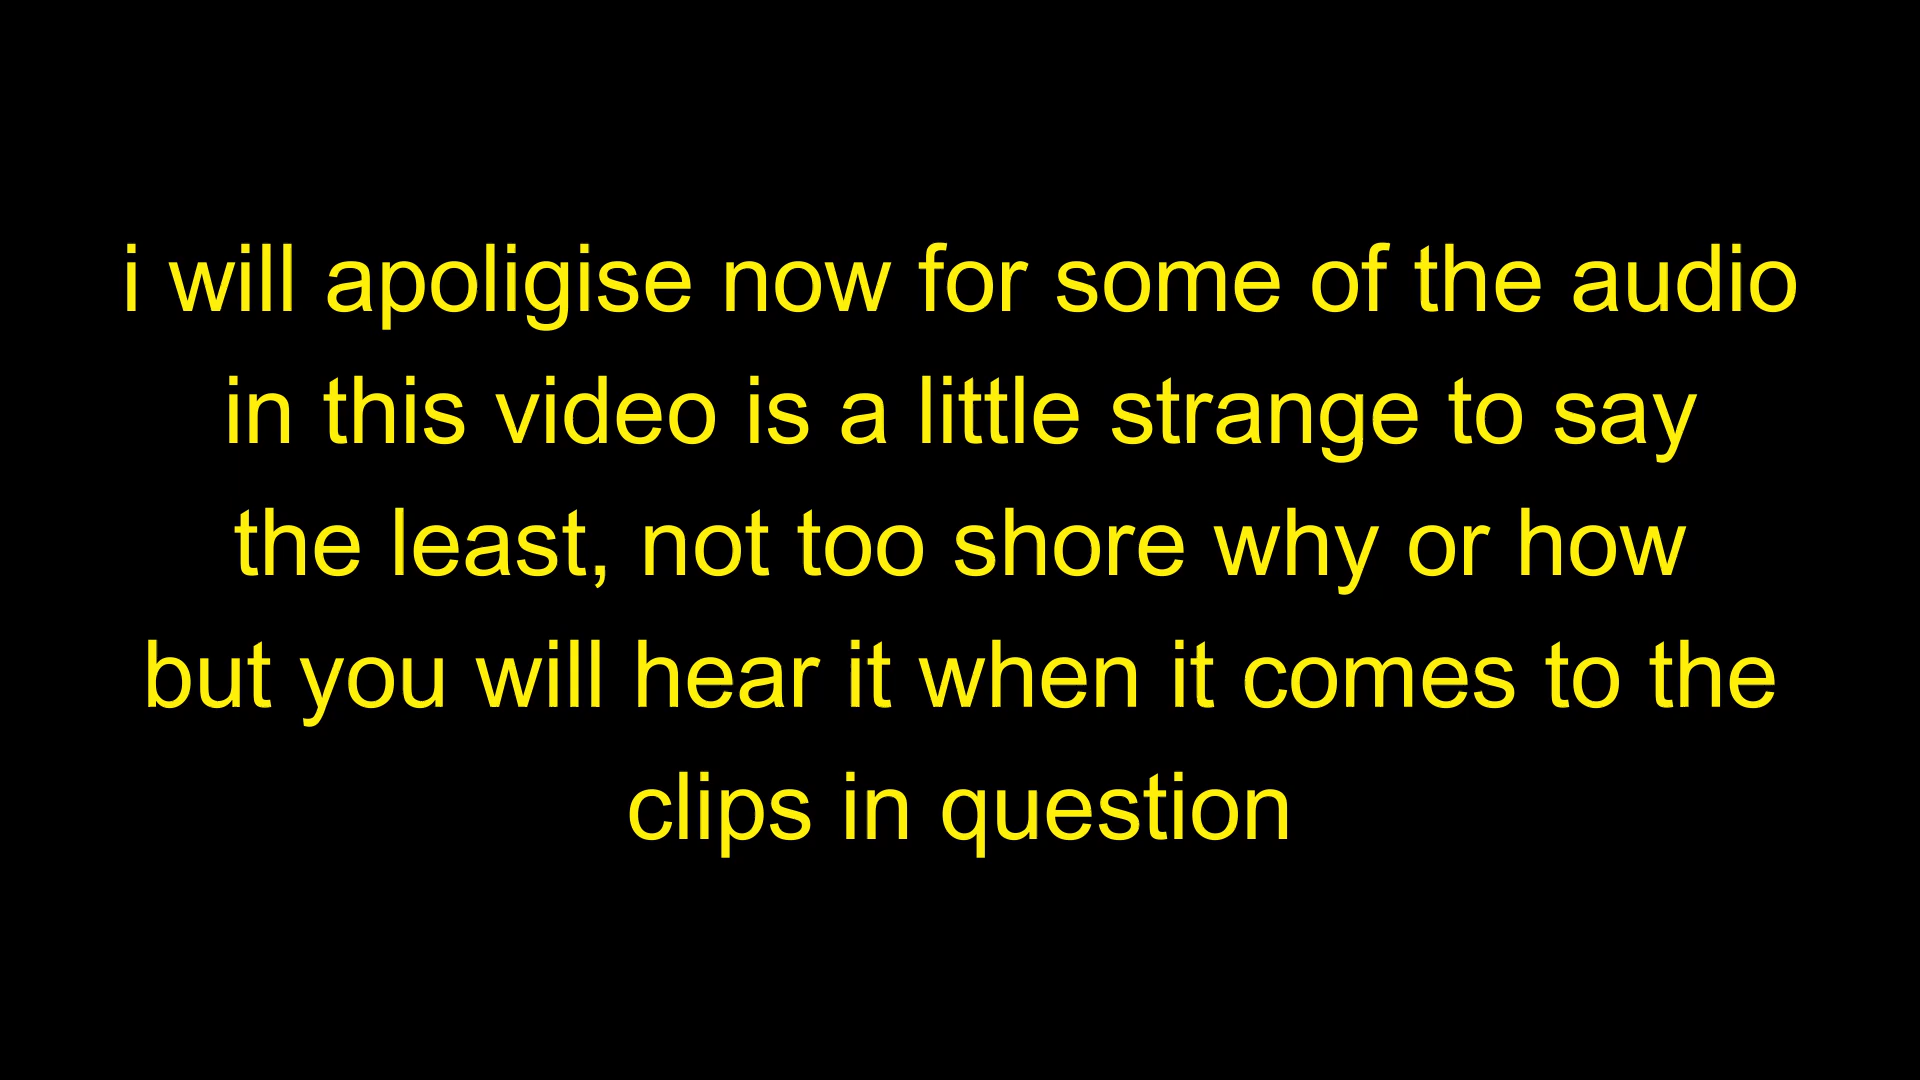 i will apoligise now for some of the audio
in this video is a little strange to say
the least, not too shore why or how
but you will hear it when it comes to the
clips in question